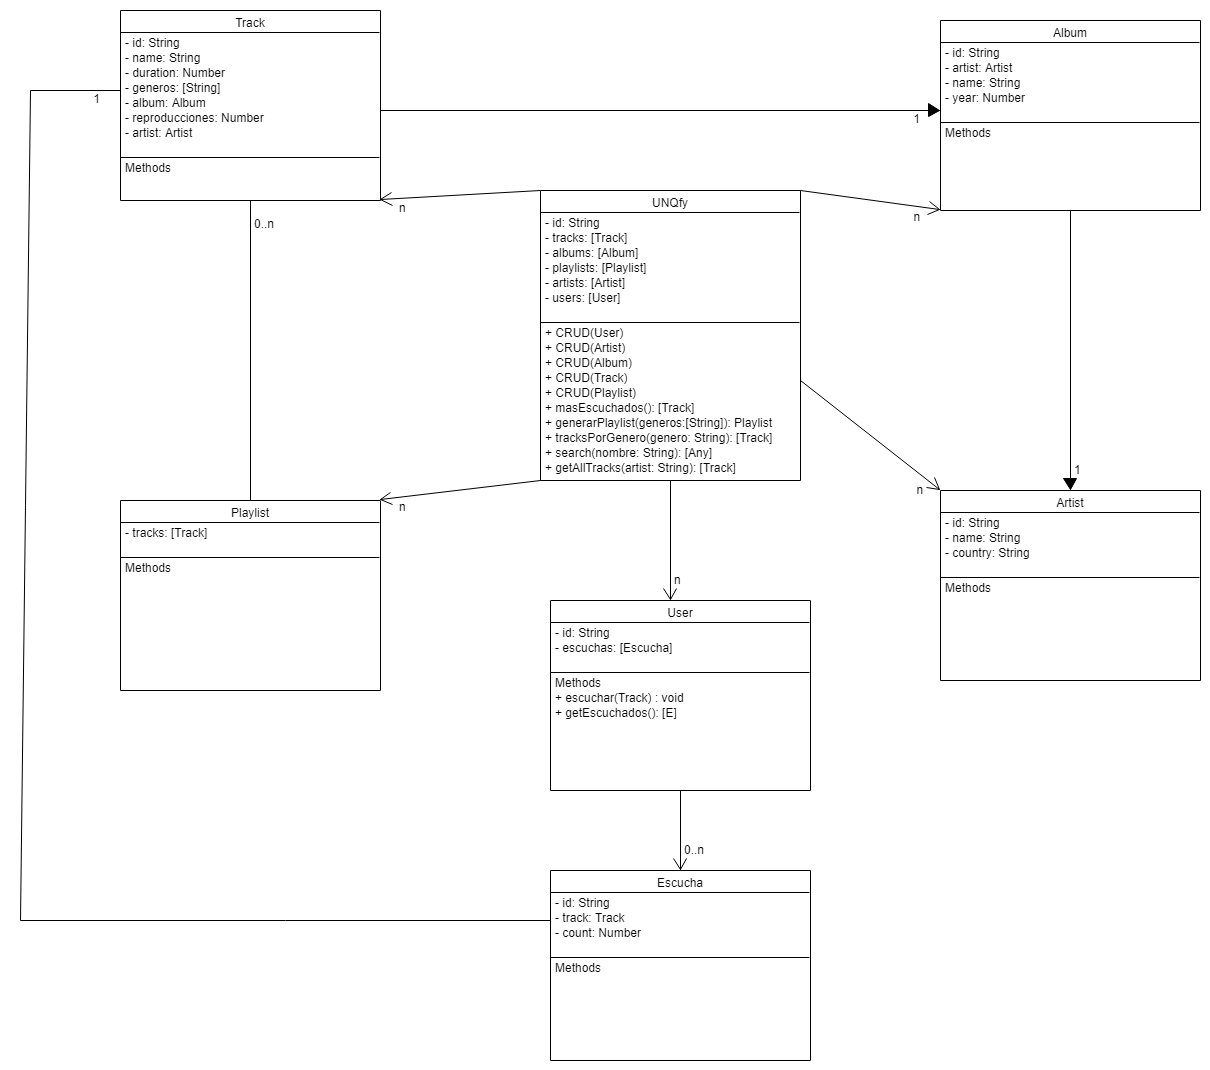 Track
- id: String
- name: String
- duration: Number
- generos: [String]
- album: Album
- reproducciones: Number
- artist: Artist
Methods
1
0..n
Album
- id: String
- artist: Artist
- name: String
- year: Number
Methods
1
n
n
UNQfy
- id: String
- tracks: [Track]
- albums: [Album]
- playlists: [Playlist]
- artists: [Artist]
- users: [User]
+ CRUD(User)
+ CRUD(Artist)
+ CRUD(Album)
+ CRUD(Track)
+ CRUD(Playlist)
+ masEscuchados(): [Track]
+ generarPlaylist(generos:[String]): Playlist
+ tracksPorGenero(genero: String): [Track]
+ search(nombre: String): [Any]
+ getAllTracks(artist: String): [Track]
n
n
1
Playlist
- tracks: [Track]
Methods
Artist
- id: String
- name: String
- country: String
Methods
n
User
- id: String
- escuchas: [Escucha]
Methods
+ escuchar(Track) : void
+ getEscuchados(): [E]
0..n
Escucha
- id: String
- track: Track
- count: Number
Methods